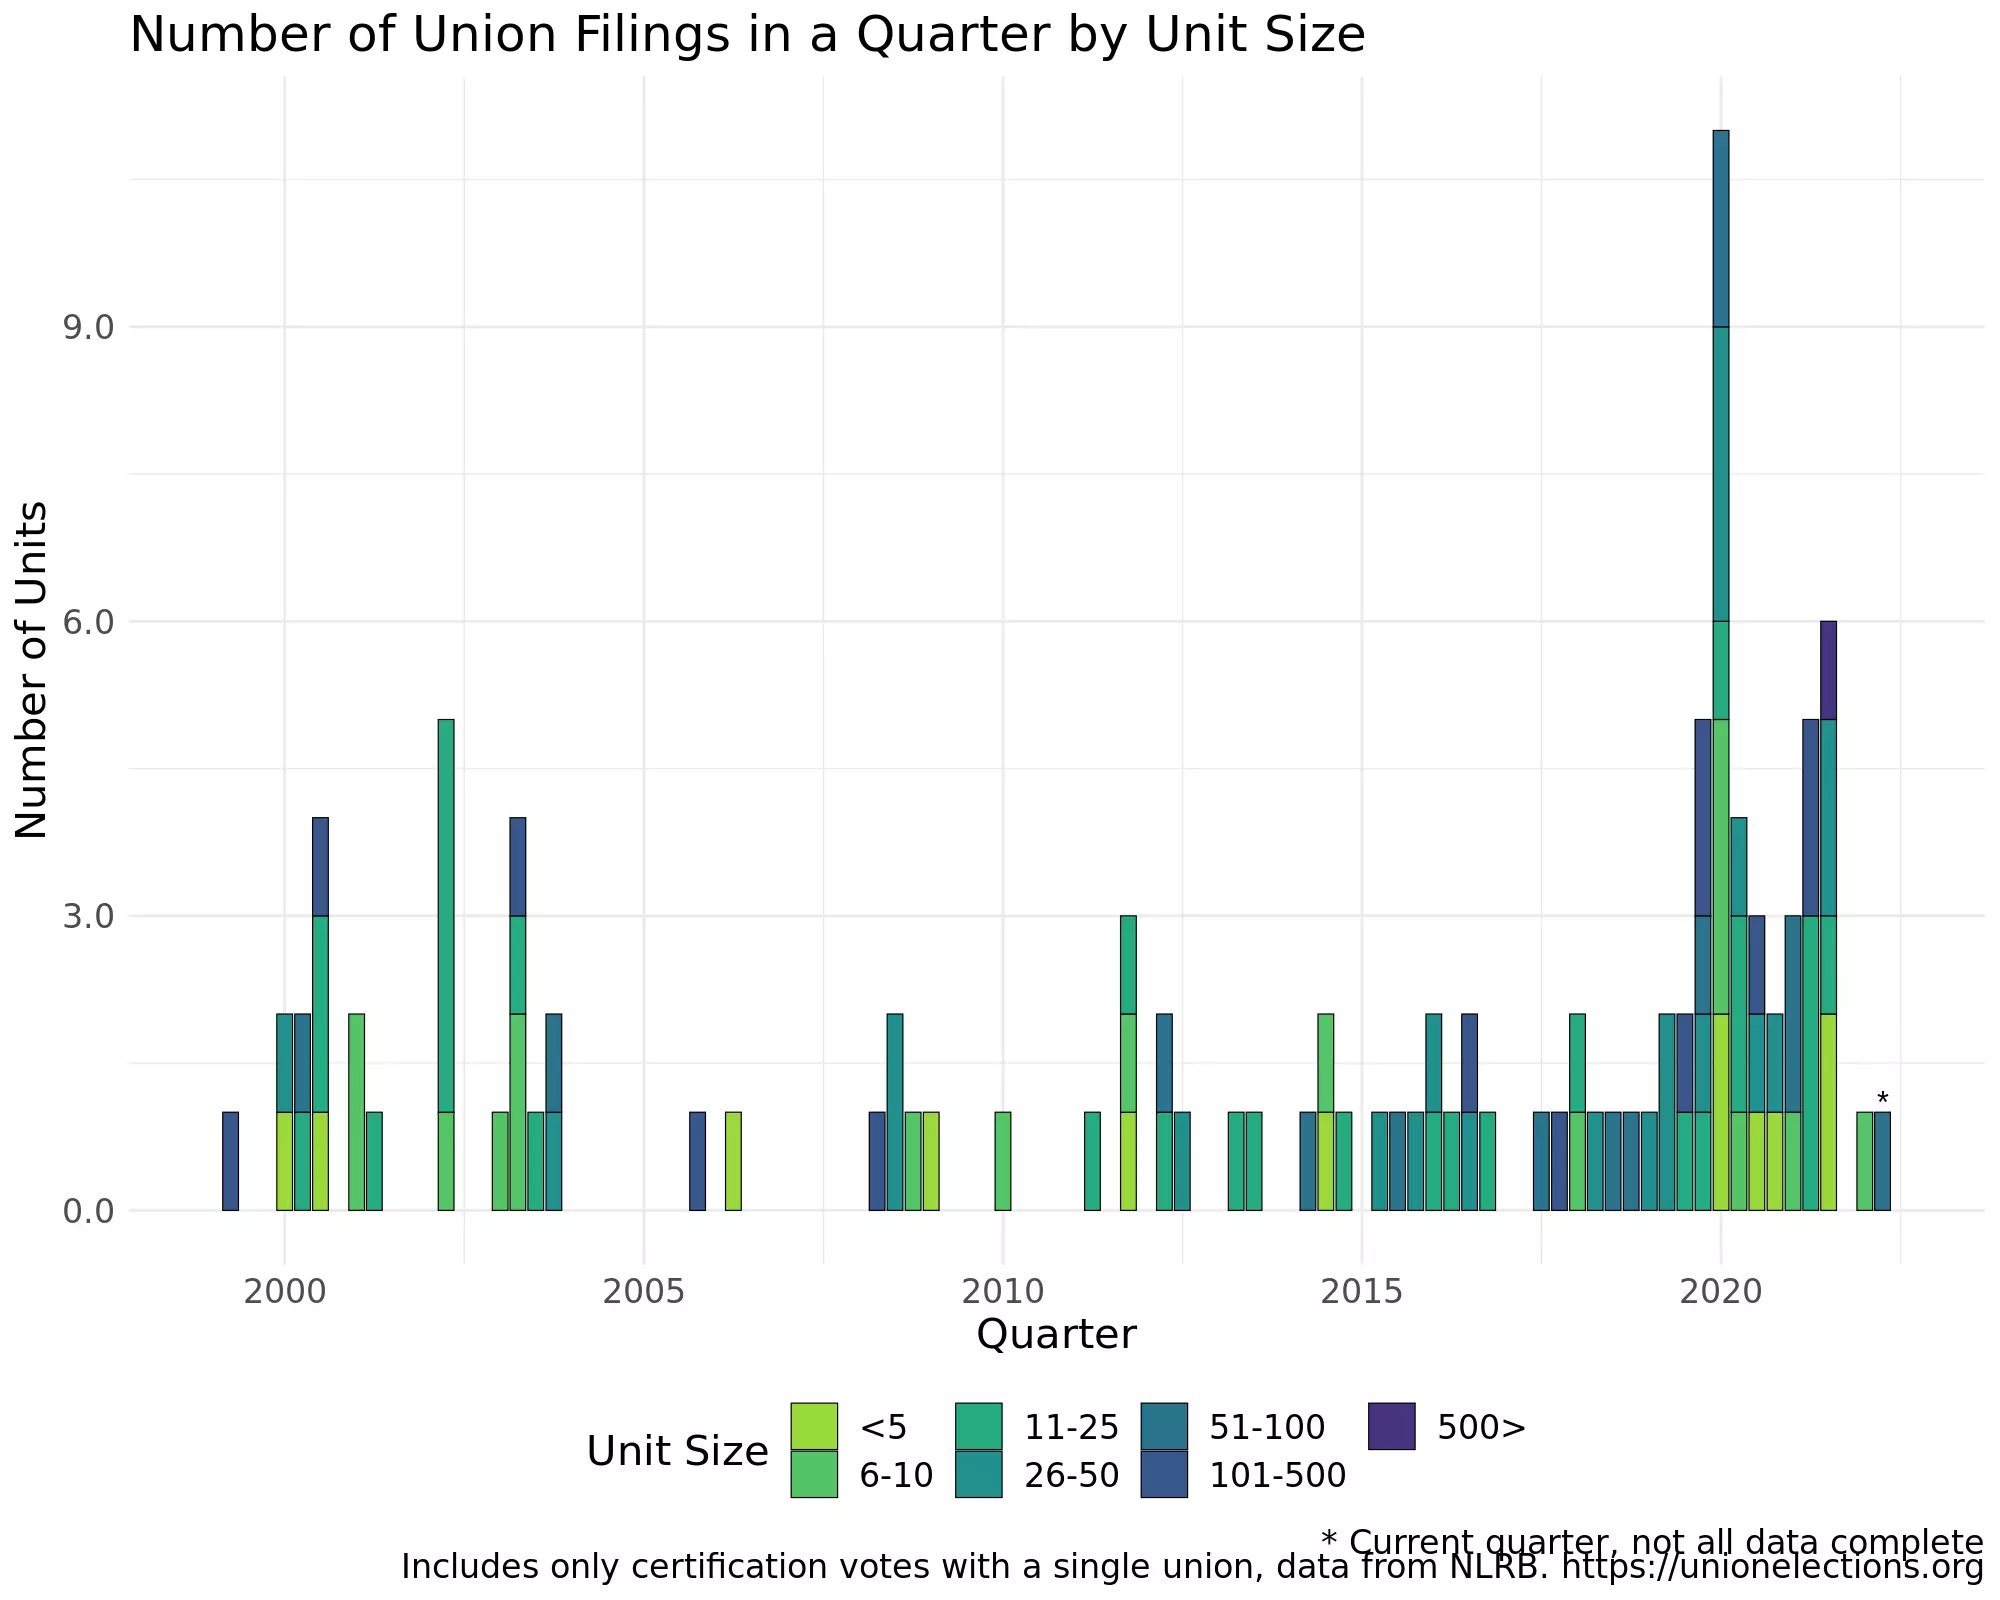 Number of Union Filings in a Quarter by Unit Size
Number of Units
9.0
6.0
3.0
0.0
*
2000 2005 2010 2015 2020
Quarter
Unit Size
<5 11-25 51-100 500>
6-10 26-50 101-500
* Current quarter, not all data complete
Includes only certification votes with a single union, data from NLRB. https://unionelections.org